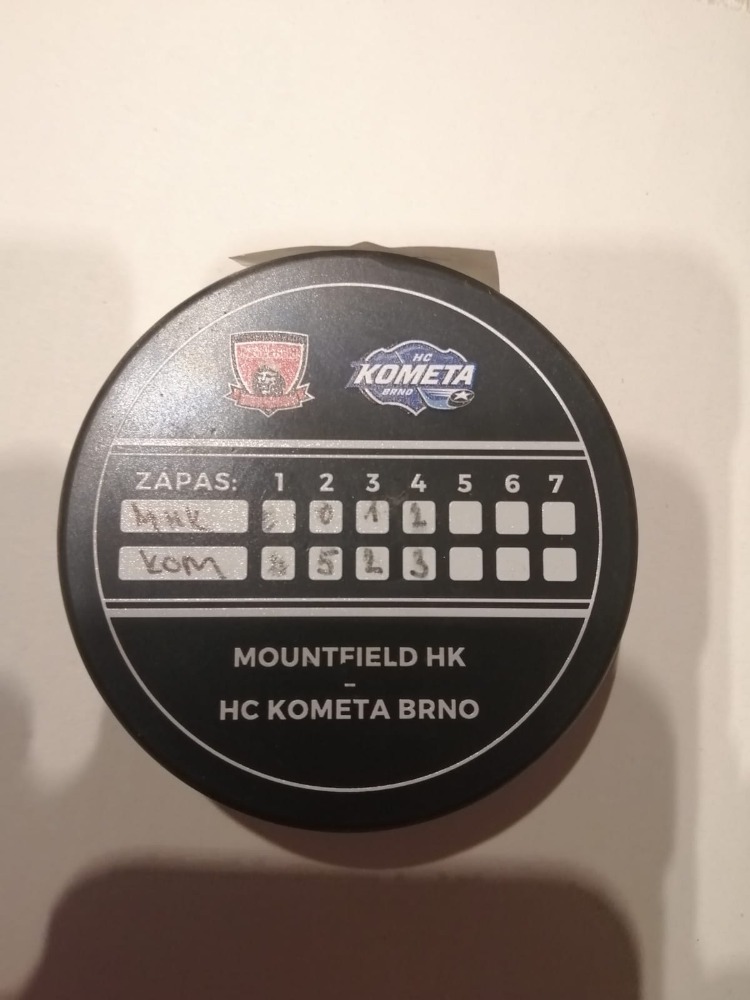 HC
KOMETA
BRNO
ZAPAS: 1 2 3 4 5 6 7
MHK 0 1 2
KOM 5 2 3
MOUNTFIELD HK
-
HC KOMETA BRNO